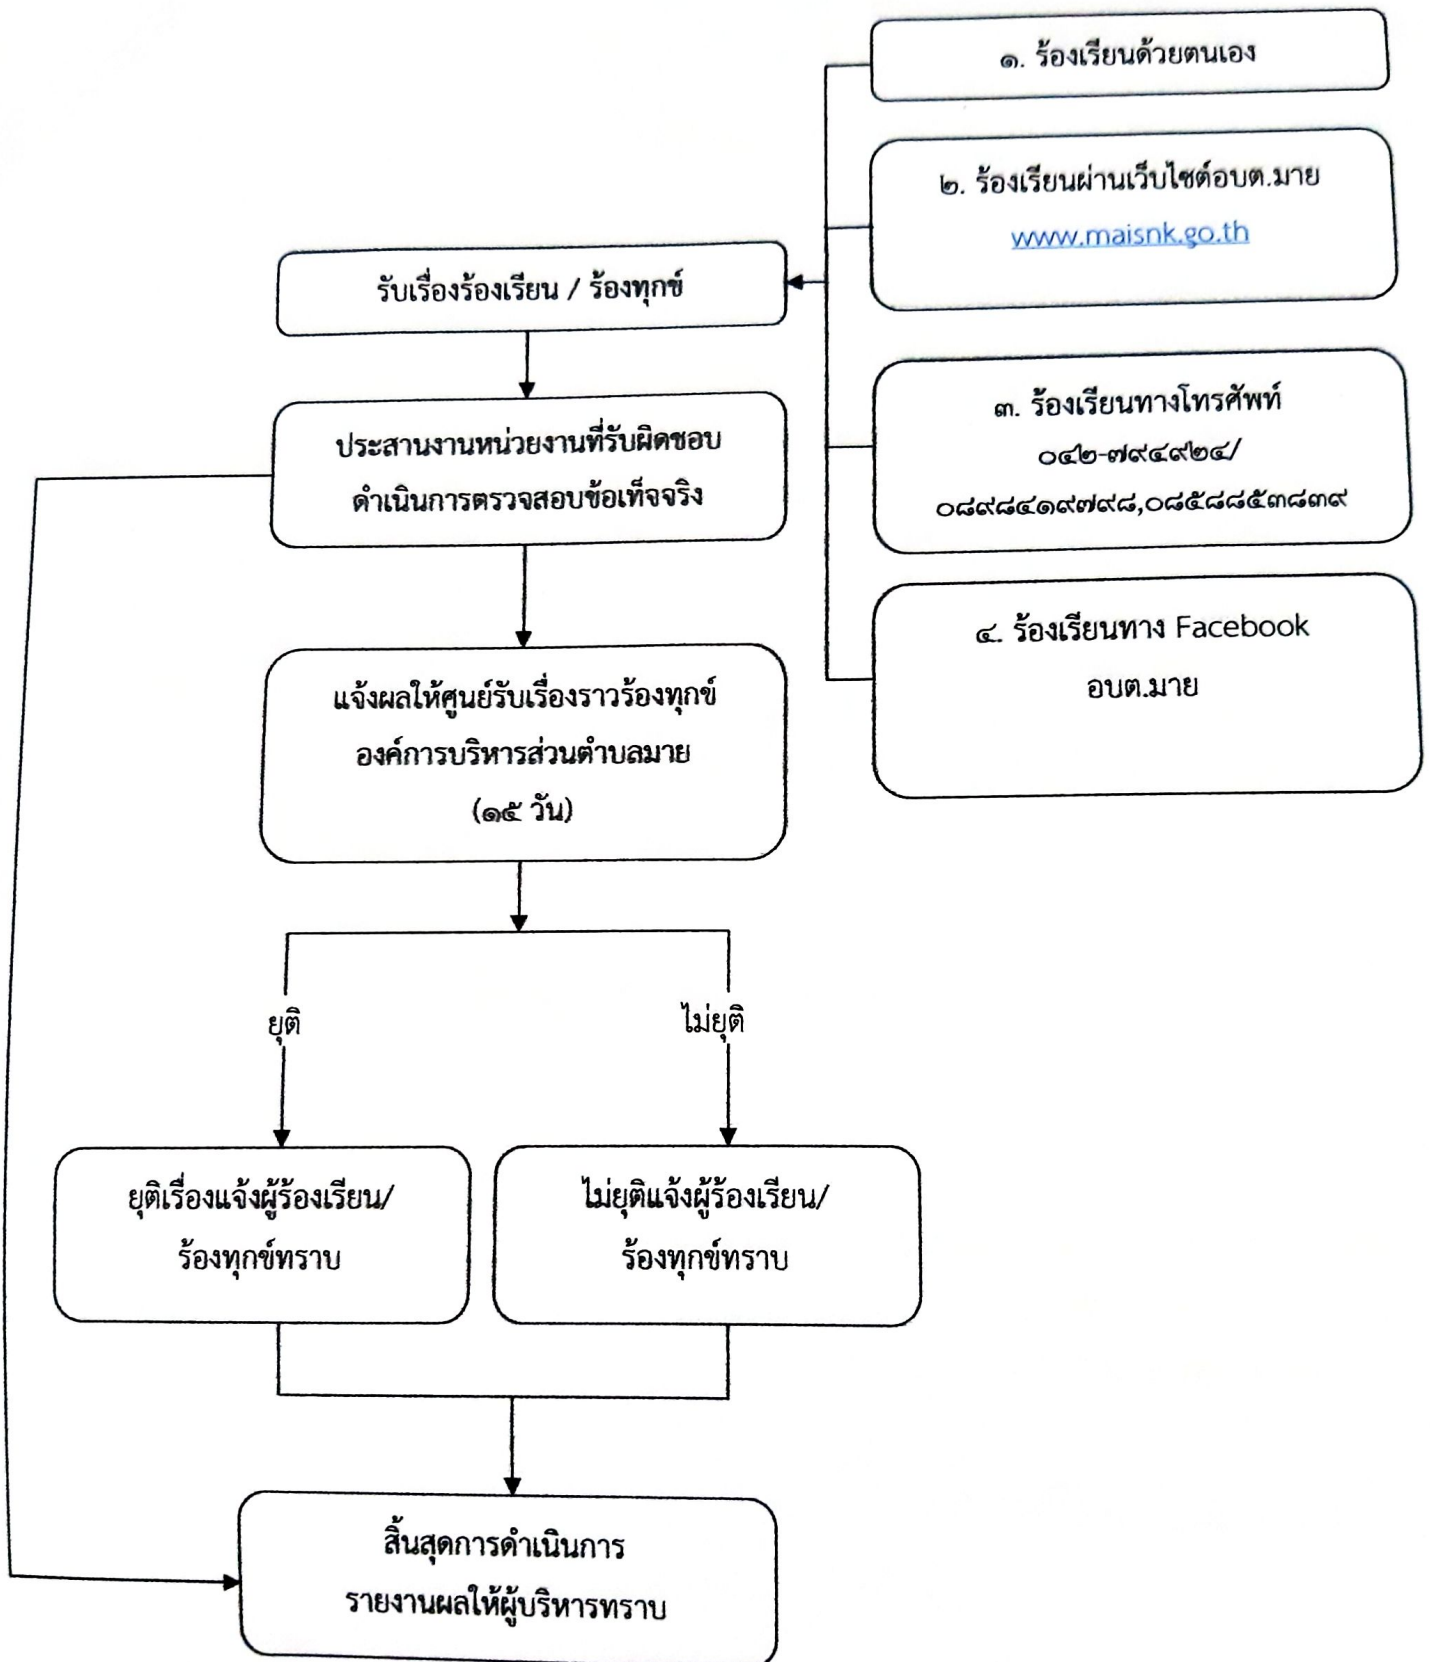 ๑. ร้องเรียนด้วยตนเอง
๒. ร้องเรียนผ่านเว็บไซต์อบต.มาย
www.maisnk.go.th
รับเรื่องร้องเรียน / ร้องทุกข์
๓. ร้องเรียนทางโทรศัพท์
๐๔๒-๗๙๔๙๒๔/
๐๘๙๘๔๑๙๗๙๘,๐๘๕๘๘๕๓๘๓๙
ประสานงานหน่วยงานที่รับผิดชอบ
ดำเนินการตรวจสอบข้อเท็จจริง
๔. ร้องเรียนทาง Facebook
อบต.มาย
แจ้งผลให้ศูนย์รับเรื่องราวร้องทุกข์
องค์การบริหารส่วนตำบลมาย
(๑๕ วัน)
ยุติ
ไม่ยุติ
ยุติเรื่องแจ้งผู้ร้องเรียน/
ร้องทุกข์ทราบ
ไม่ยุติแจ้งผู้ร้องเรียน/
ร้องทุกข์ทราบ
สิ้นสุดการดำเนินการ
รายงานผลให้ผู้บริหารทราบ